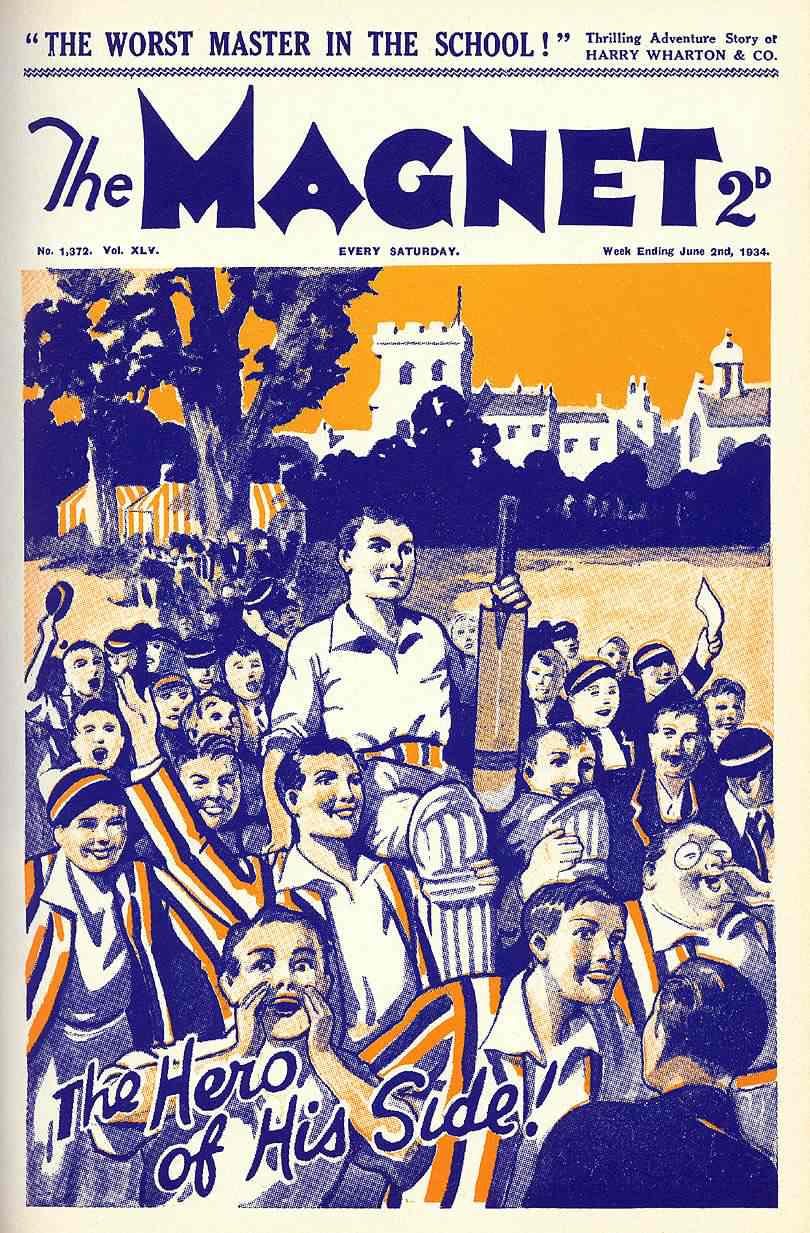 "THE WORST MASTER IN THE SCHOOL!"
Thrilling Adventure Story of
HARRY WHARTON & CO.
The MAGNET 2D
No. 1,372. Vol. XLV. EVERY SATURDAY. Week Ending June 2nd, 1934.
The Hero
of His Side!